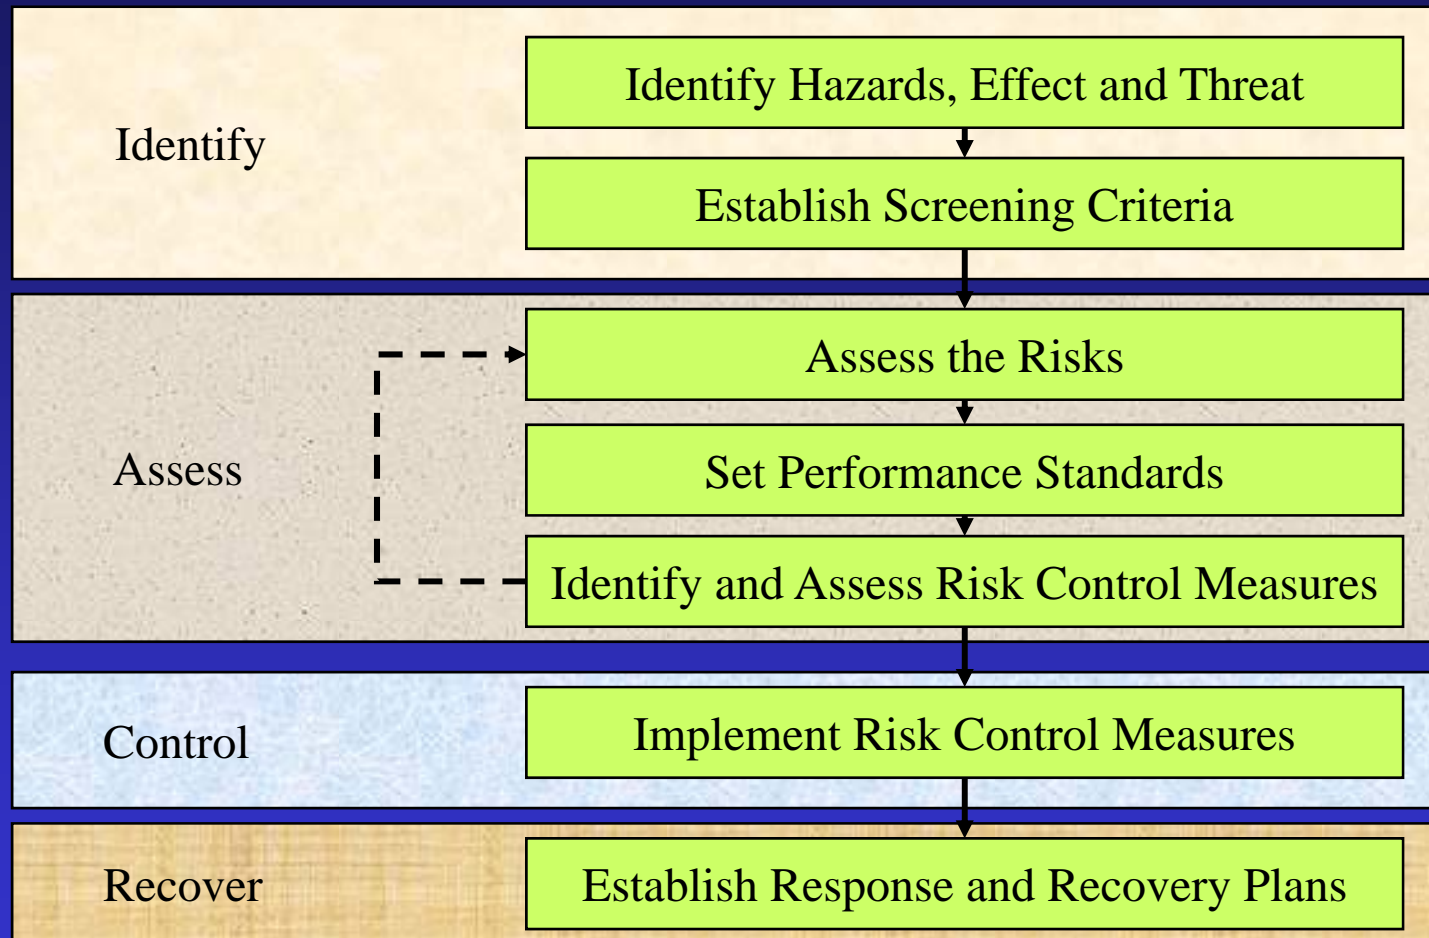 Identify
Identify Hazards, Effect and Threat
Establish Screening Criteria
Assess
Assess the Risks
Set Performance Standards
Identify and Assess Risk Control Measures
Control
Implement Risk Control Measures
Recover
Establish Response and Recovery Plans